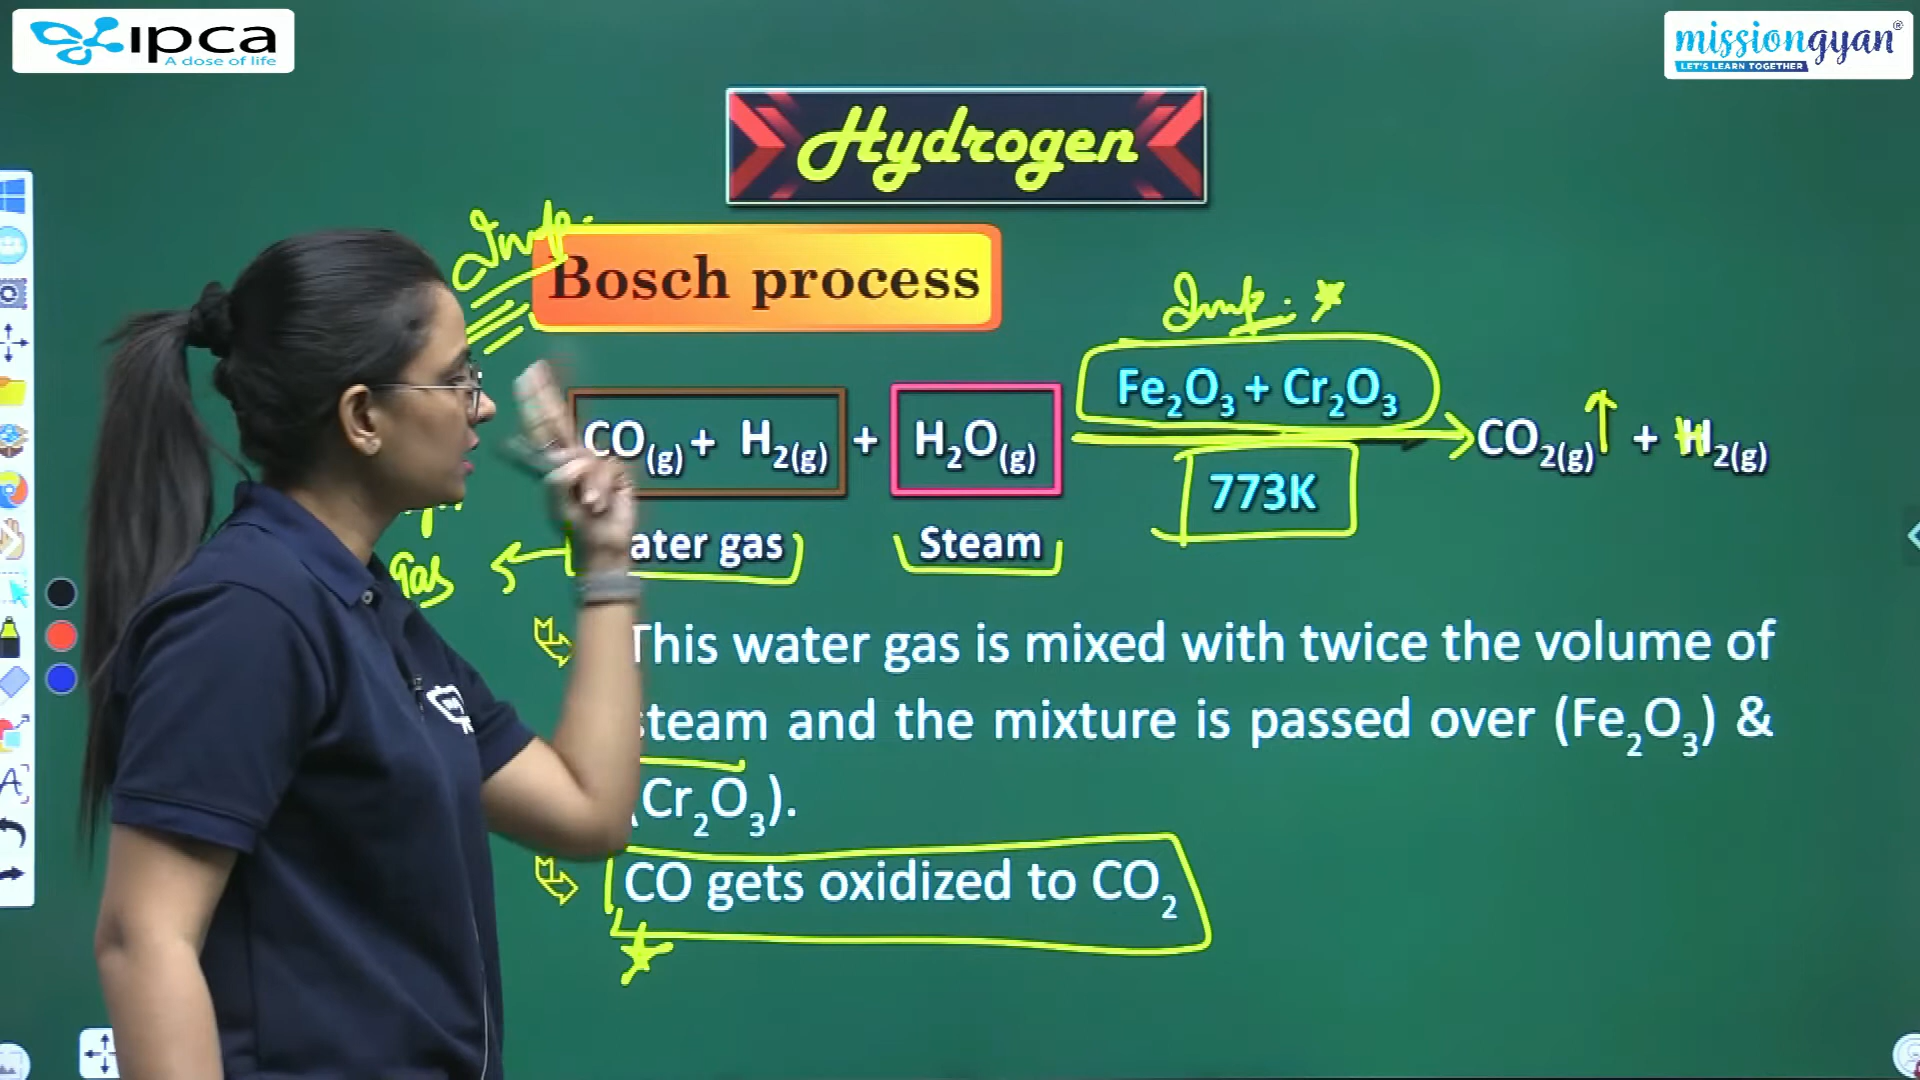 ipca
A dose of life
missiongyan®
LET'S LEARN TOGETHER
Hydrogen
Imp.
Bosch process
Imp.
Fe₂O₃ + Cr₂O₃
CO(g) + H₂(g) + H₂O(g) → CO₂(g) ↑ + H₂(g)
773K
Gas ater gas Steam
This water gas is mixed with twice the volume of
steam and the mixture is passed over (Fe₂O₃) &
(Cr₂O₃).
CO gets oxidized to CO₂